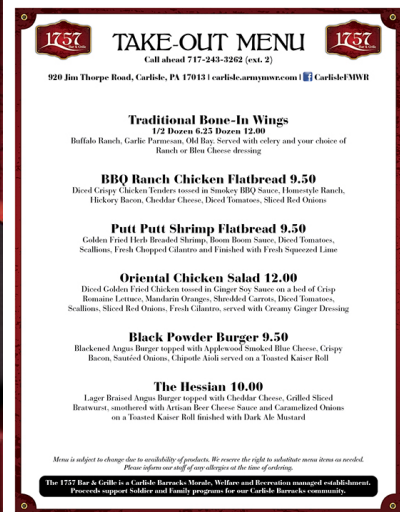 1757
Bar & Grille
TAKE-OUT MENU
1757
Bar & Grille
Call ahead 717-243-3262 (ext. 2)
920 Jim Thorpe Road, Carlisle, PA 17013 | carlisle.armymwr.com | f CarlisleFMWR
Traditional Bone-In Wings
1/2 Dozen 6.25 Dozen 12.00
Buffalo Ranch, Garlic Parmesan, Old Bay. Served with celery and your choice of
Ranch or Bleu Cheese dressing
BBQ Ranch Chicken Flatbread 9.50
Diced Crispy Chicken Tenders tossed in Smokey BBQ Sauce, Homestyle Ranch,
Hickory Bacon, Cheddar Cheese, Diced Tomatoes, Sliced Red Onions
Putt Putt Shrimp Flatbread 9.50
Golden Fried Herb Breaded Shrimp, Boom Boom Sauce, Diced Tomatoes,
Scallions, Fresh Chopped Cilantro and Finished with Fresh Squeezed Lime
Oriental Chicken Salad 12.00
Diced Golden Fried Chicken tossed in Ginger Soy Sauce on a bed of Crisp
Romaine Lettuce, Mandarin Oranges, Shredded Carrots, Diced Tomatoes,
Scallions, Sliced Red Onions, Fresh Cilantro, served with Creamy Ginger Dressing
Black Powder Burger 9.50
Blackened Angus Burger topped with Applewood Smoked Blue Cheese, Crispy
Bacon, Sautéed Onions, Chipotle Aioli served on a Toasted Kaiser Roll
The Hessian 10.00
Lager Braised Angus Burger topped with Cheddar Cheese, Grilled Sliced
Bratwurst, smothered with Artisan Beer Cheese Sauce and Caramelized Onions
on a Toasted Kaiser Roll finished with Dark Ale Mustard
Menu is subject to change due to availability of products. We reserve the right to substitute menu items as needed.
Please inform our staff of any allergies at the time of ordering.
The 1757 Bar & Grille is a Carlisle Barracks Morale, Welfare and Recreation managed establishment.
Proceeds support Soldier and Family programs for our Carlisle Barracks community.